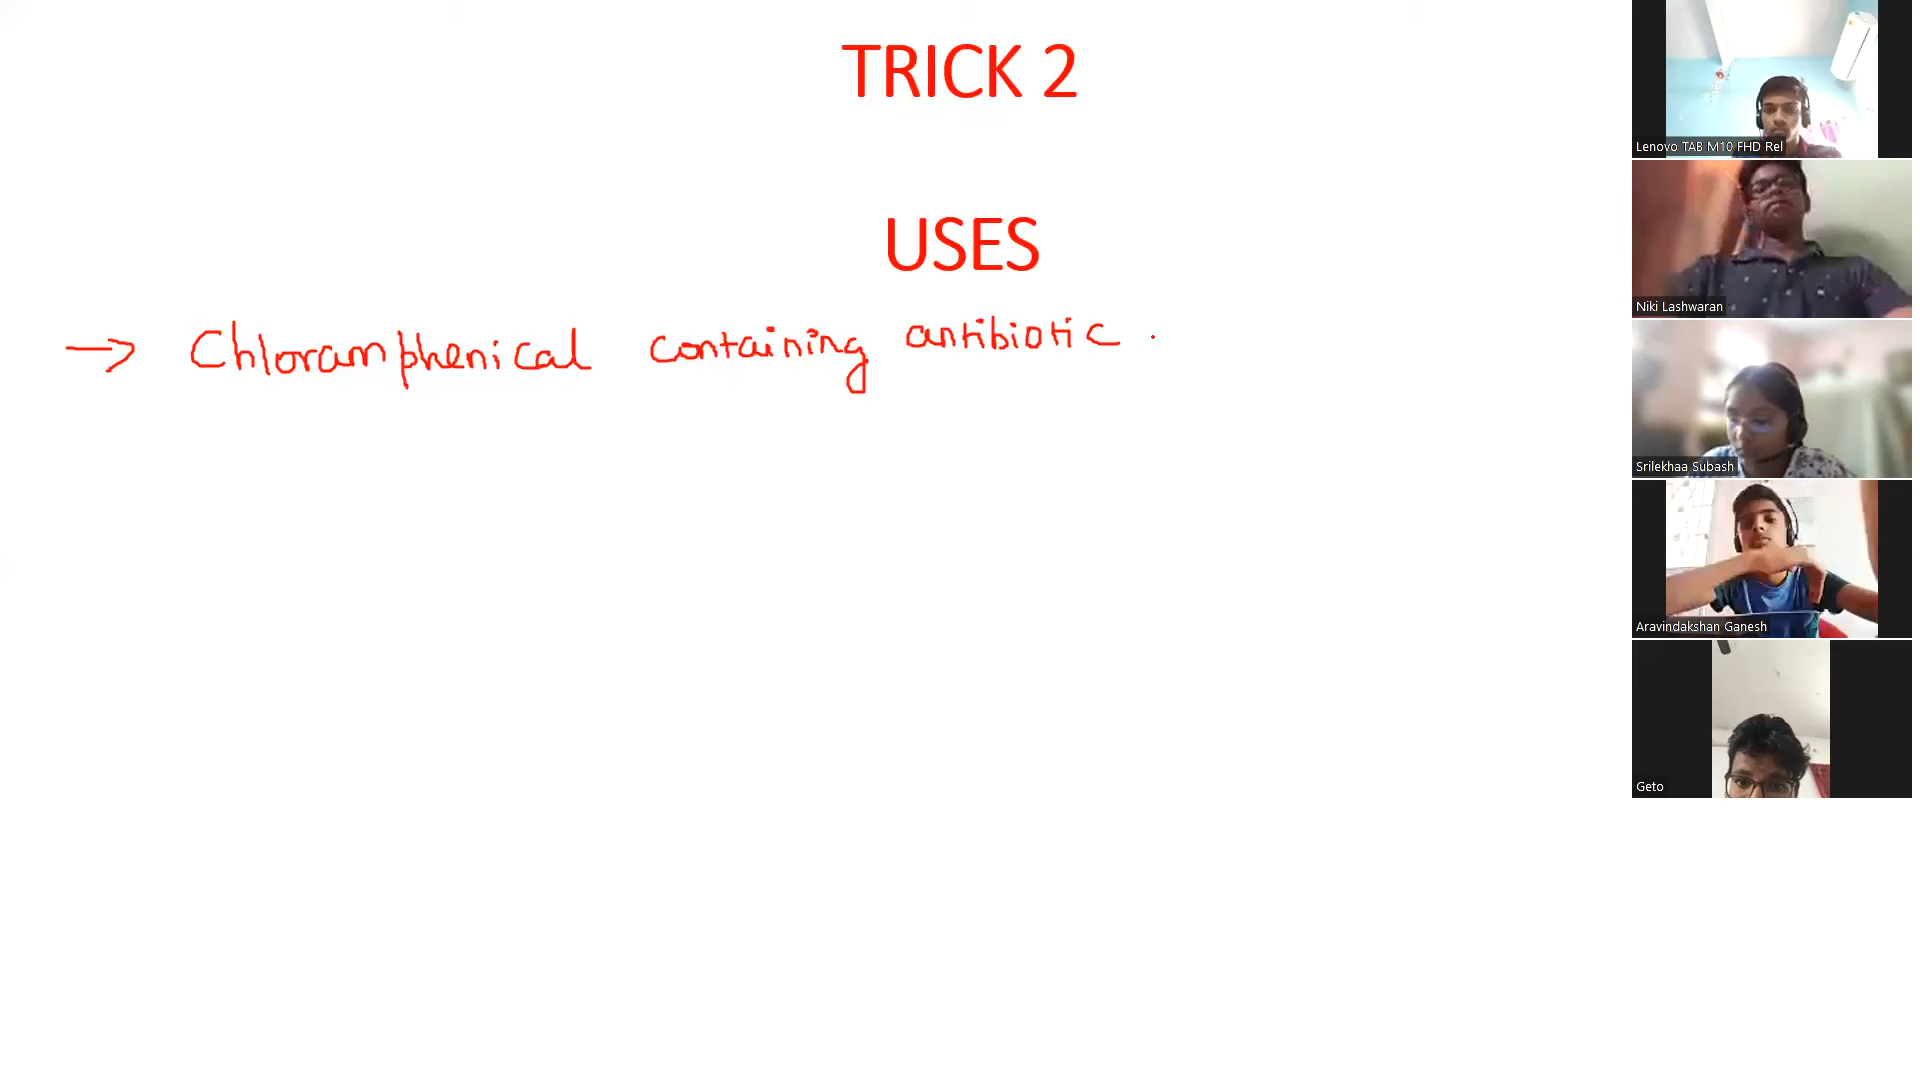 TRICK 2
USES
→ Chloramphenical containing antibiotic
Lenovo TAB M10 FHD Rel
Niki Lashwaran
Srilekhaa Subash
Aravindakshan Ganesh
Geto